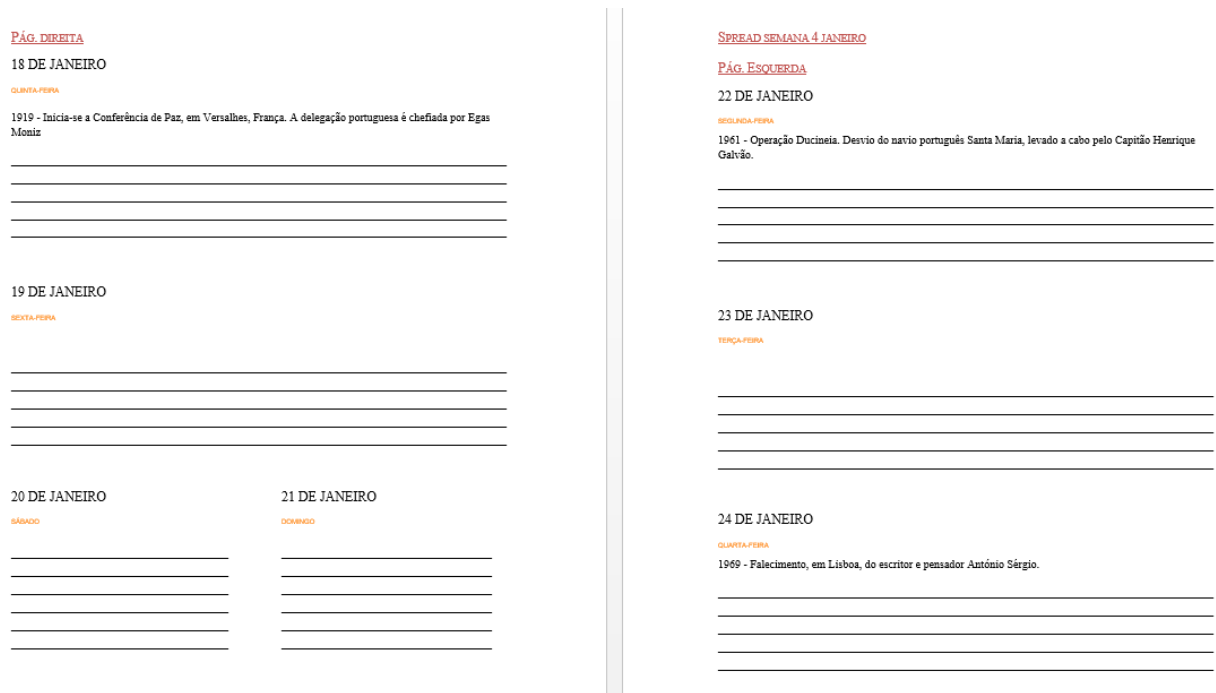 PÁG. DIREITA
18 DE JANEIRO
QUINTA-FEIRA
1919 - Inicia-se a Conferência de Paz, em Versalhes, França. A delegação portuguesa é chefiada por Egas
Moniz
19 DE JANEIRO
SEXTA-FEIRA
20 DE JANEIRO
SÁBADO
21 DE JANEIRO
DOMINGO
SPREAD SEMANA 4 JANEIRO
PÁG. ESQUERDA
22 DE JANEIRO
SEGUNDA-FEIRA
1961 - Operação Ducineia. Desvio do navio português Santa Maria, levado a cabo pelo Capitão Henrique
Galvão.
23 DE JANEIRO
TERÇA-FEIRA
24 DE JANEIRO
QUARTA-FEIRA
1969 - Falecimento, em Lisboa, do escritor e pensador António Sérgio.